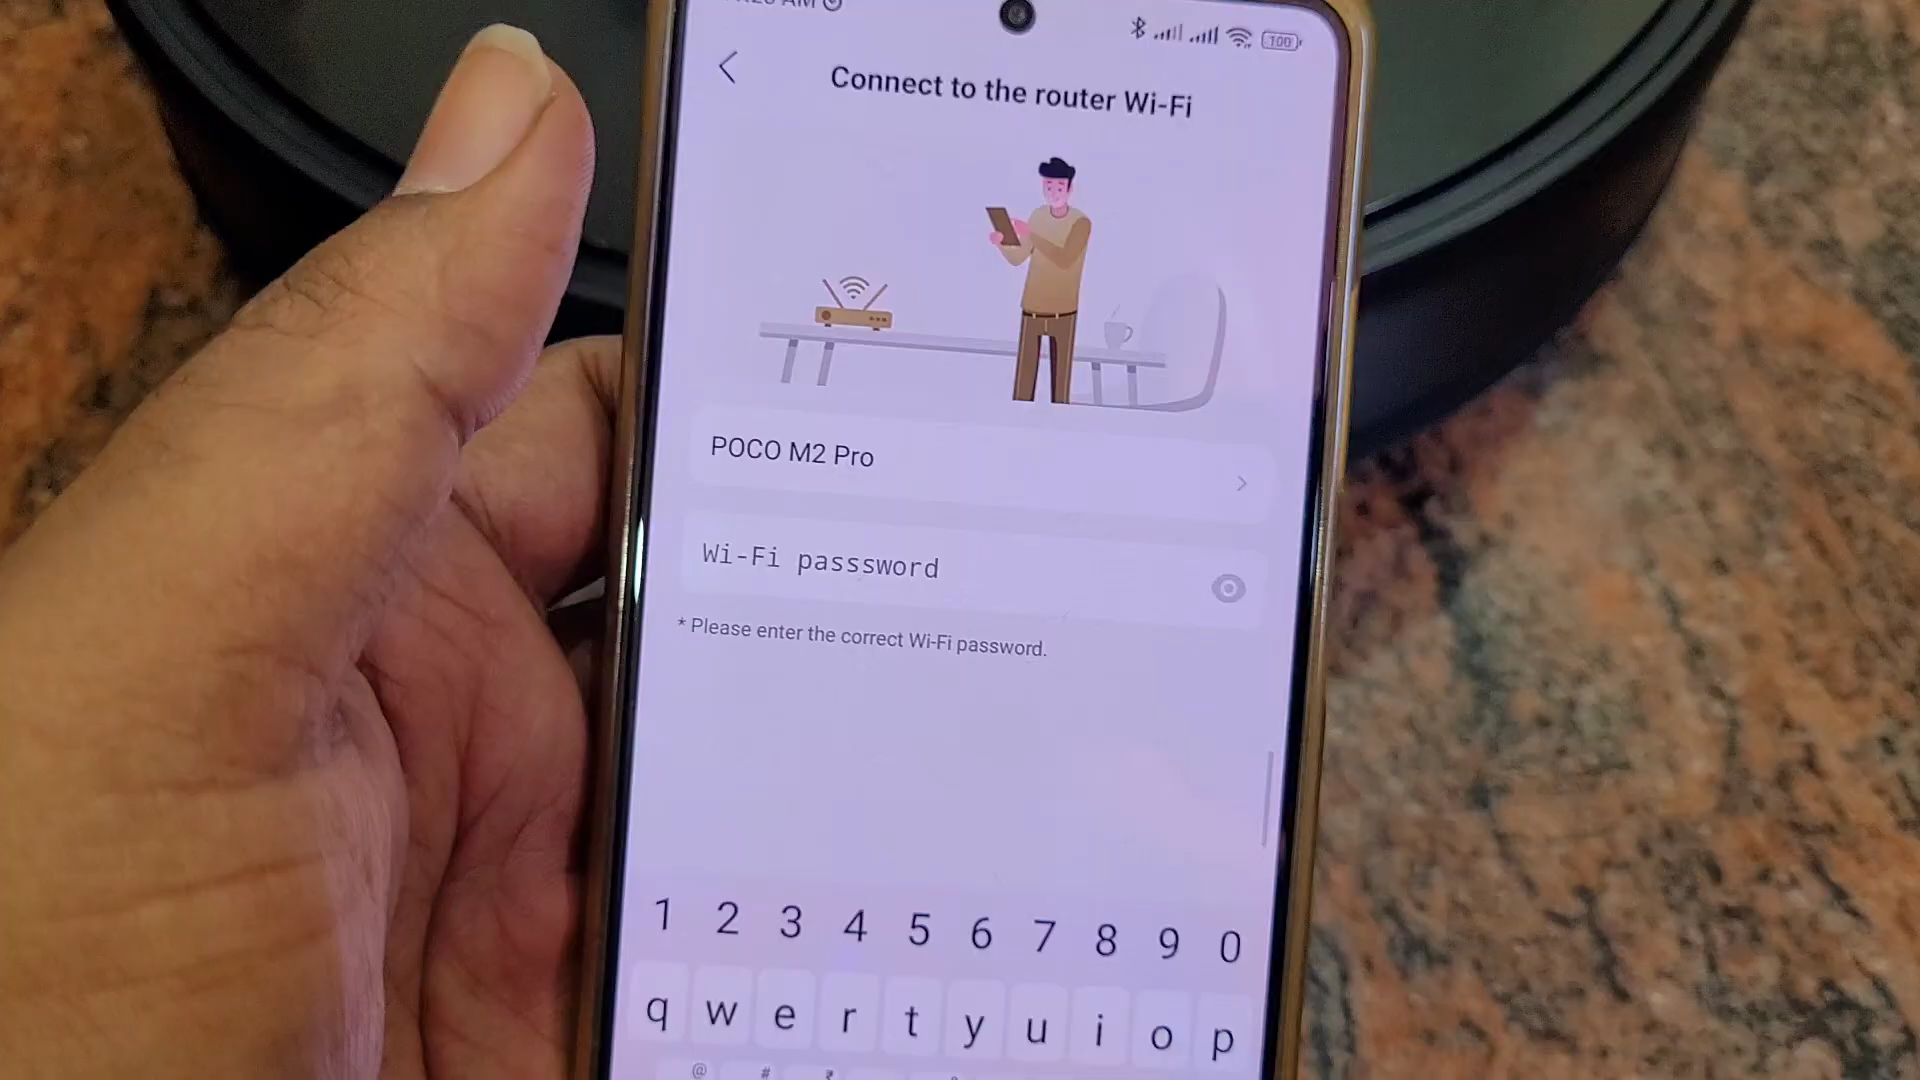 100
Connect to the router Wi-Fi
POCO M2 Pro
Wi-Fi passsword
* Please enter the correct Wi-Fi password.
1 2 3 4 5 6 7 8 9 0
q w e r t y u i o p
@ # ₹